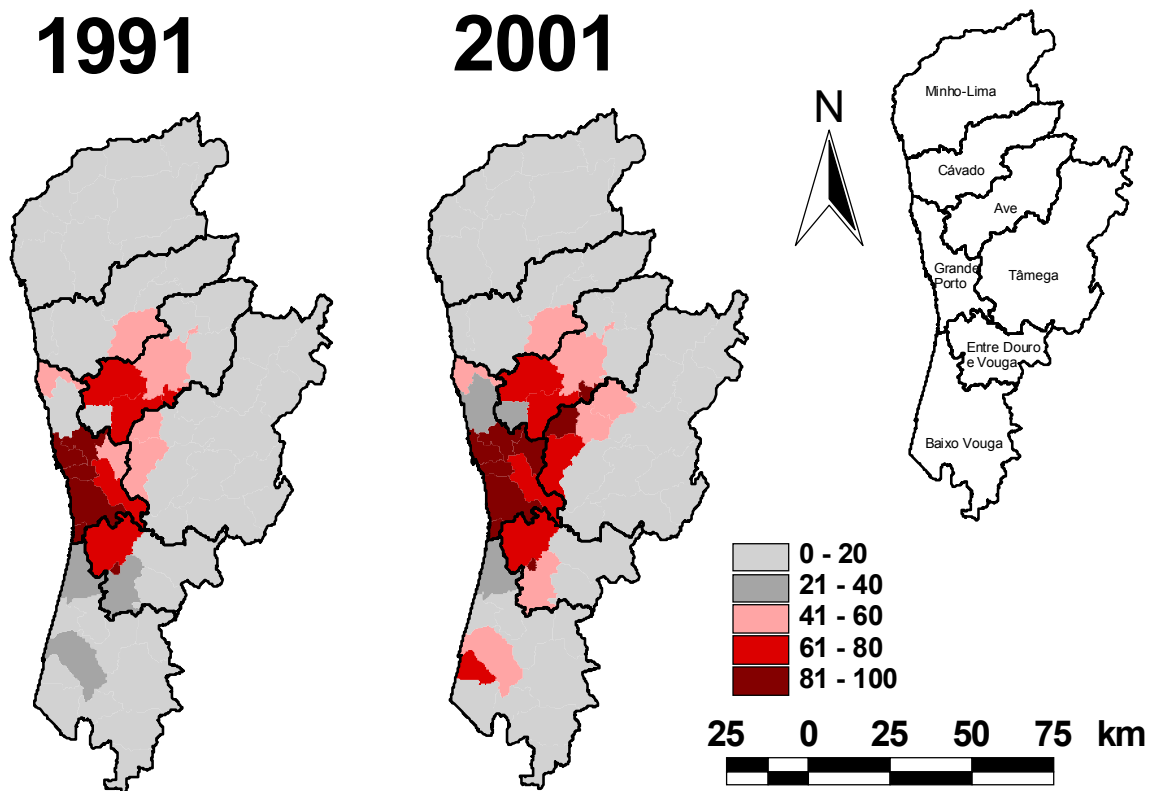 1991
2001
N
Minho-Lima
Cávado
Ave
Grande
Porto
Tâmega
Entre Douro
e Vouga
Baixo Vouga
0 - 20
21 - 40
41 - 60
61 - 80
81 - 100
25 0 25 50 75 km